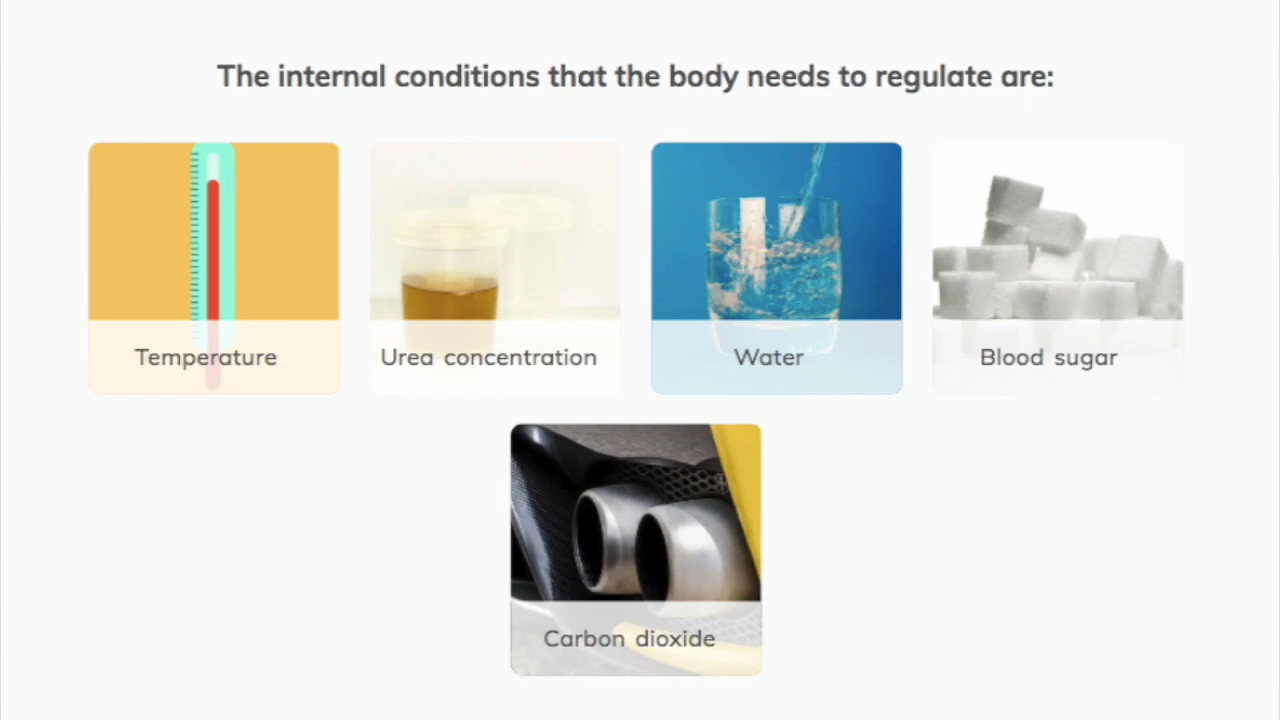 The internal conditions that the body needs to regulate are:
Temperature
Urea concentration
Water
Blood sugar
Carbon dioxide